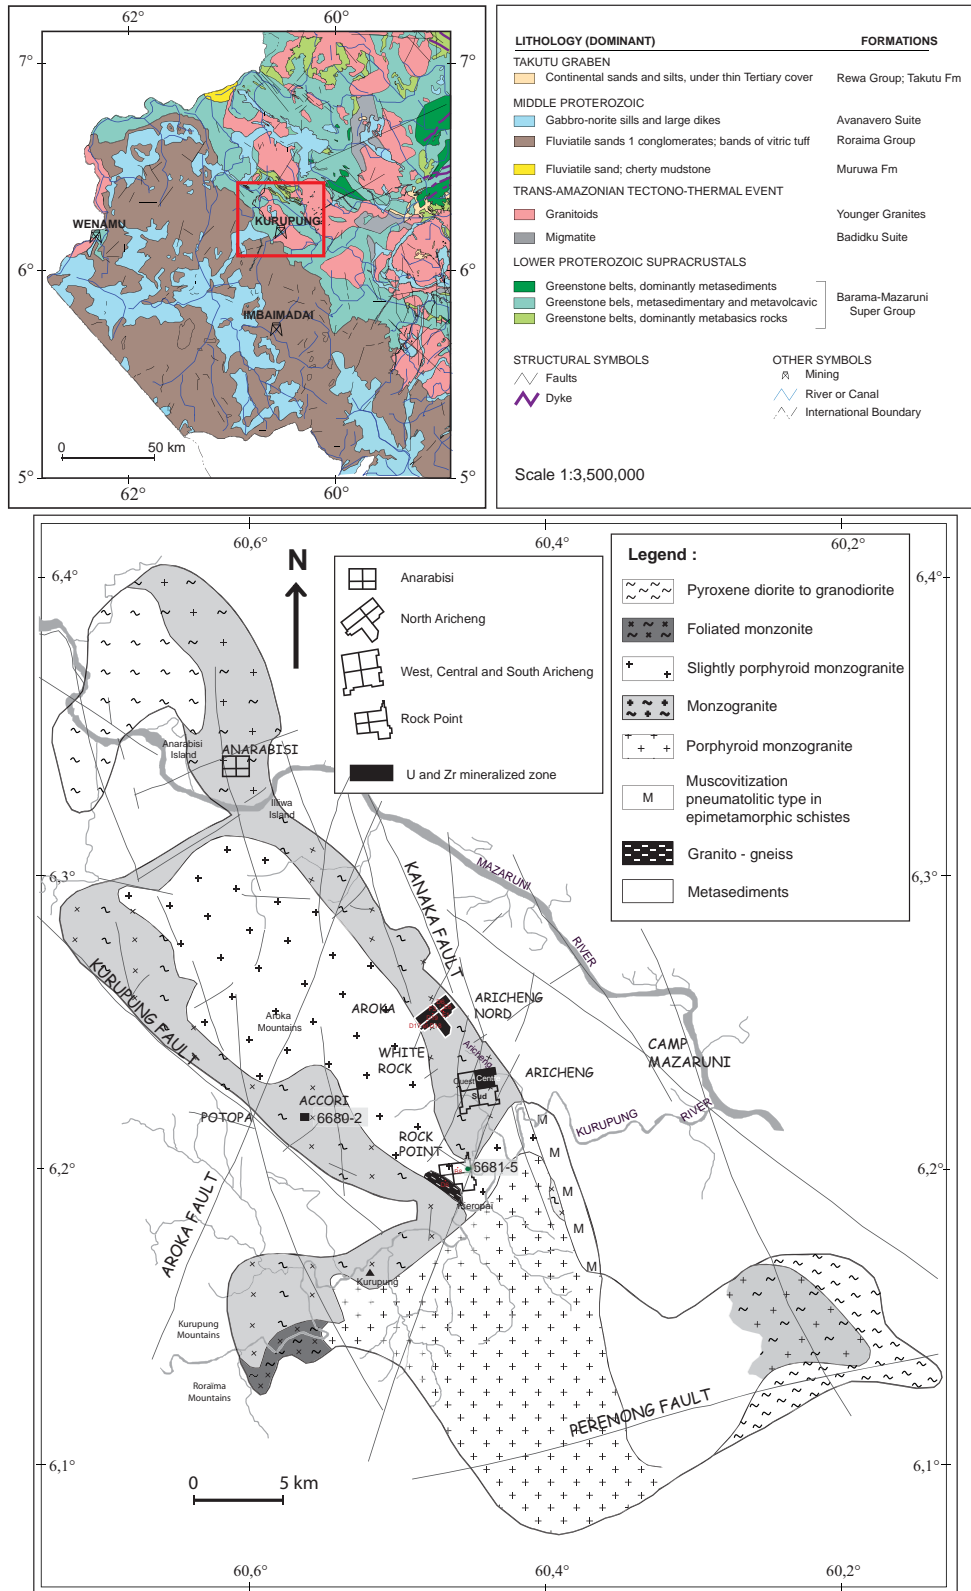 62°
60°
7°
7°
WENAMU
KURUPUNG
6°
6°
IMBAIMADAI
0
50 km
5°
5°
62°
60°
LITHOLOGY (DOMINANT)
FORMATIONS
TAKUTU GRABEN
Continental sands and silts, under thin Tertiary cover
Rewa Group; Takutu Fm
MIDDLE PROTEROZOIC
Gabbro-norite sills and large dikes
Avanavero Suite
Fluviatile sands 1 conglomerates; bands of vitric tuff
Roraima Group
Fluviatile sand; cherty mudstone
Muruwa Fm
TRANS-AMAZONIAN TECTONO-THERMAL EVENT
Granitoids
Younger Granites
Migmatite
Badidku Suite
LOWER PROTEROZOIC SUPRACRUSTALS
Greenstone belts, dominantly metasediments
Greenstone bels, metasedimentary and metavolcavic
Greenstone belts, dominantly metabasics rocks
Barama-Mazaruni
Super Group
STRUCTURAL SYMBOLS
OTHER SYMBOLS
Faults
Mining
Dyke
River or Canal
International Boundary
Scale 1:3,500,000
60,6°
60,4°
60,2°
N
Anarabisi
North Aricheng
West, Central and South Aricheng
Rock Point
U and Zr mineralized zone
Legend :
Pyroxene diorite to granodiorite
Foliated monzonite
Slightly porphyroid monzogranite
Monzogranite
Porphyroid monzogranite
M
Muscovitization
pneumatolitic type in
epimetamorphic schistes
Granito - gneiss
Metasediments
6,4°
6,4°
Anarabisi
Island
ANARABISI
Illiwa
Island
6,3°
6,3°
MAZARUNI
RIVER
KANAKA FAULT
KURUPUNG FAULT
Aroka
Mountains
AROKA
ARICHENG
NORD
WHITE
ROCK
Aricheng
Ouest
Centre
Sud
ARICHENG
CAMP
MAZARUNI
KURUPUNG
RIVER
ACCORI
6680-2
POTOPA
ROCK
POINT
6681-5
M
M
M
M
M
6,2°
6,2°
AROKA FAULT
Kurupung
Kurupung
Mountains
Roraïma
Mountains
PEREMONG FAULT
6,1°
6,1°
0
5 km
60,6°
60,4°
60,2°